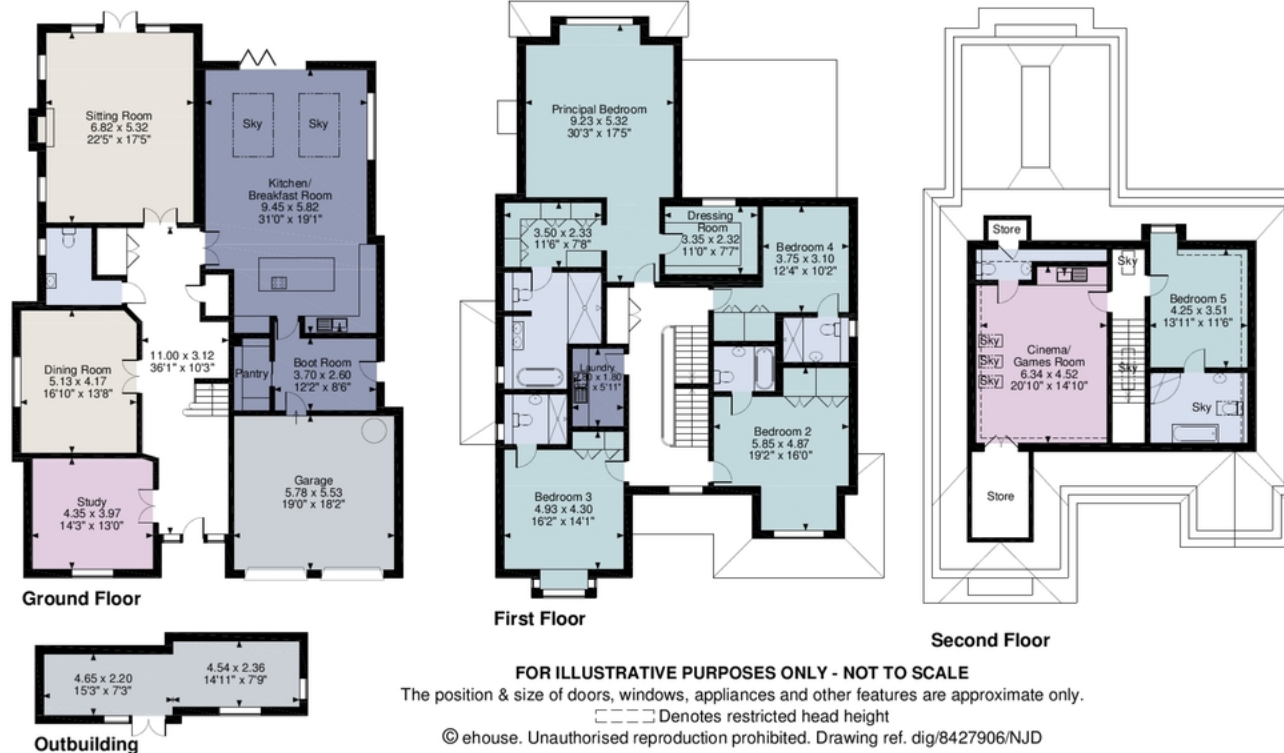 Sitting Room
6.82 x 5.32
22'5" x 17'5"
Sky
Sky
Kitchen/
Breakfast Room
9.45 x 5.82
31'0" x 19'1"
Dining Room
5.13 x 4.17
16'10" x 13'8"
11.00 x 3.12
36'1" x 10'3"
Pantry
Boot Room
3.70 x 2.60
12'2" x 8'6"
Study
4.35 x 3.97
14'3" x 13'0"
Garage
5.78 x 5.53
19'0" x 18'2"
Ground Floor
4.65 x 2.20
15'3" x 7'3"
4.54 x 2.36
14'11" x 7'9"
Outbuilding
Principal Bedroom
9.23 x 5.32
30'3" x 17'5"
3.50 x 2.33
11'6" x 7'8"
Dressing
Room
3.35 x 2.32
11'0" x 7'7"
Bedroom 4
3.75 x 3.10
12'4" x 10'2"
Laundry
x 1.80
x 5'11"
Bedroom 2
5.85 x 4.87
19'2" x 16'0"
Bedroom 3
4.93 x 4.30
16'2" x 14'1"
First Floor
Store
Sky
Bedroom 5
4.25 x 3.51
13'11" x 11'6"
Cinema/
Games Room
6.34 x 4.52
20'10" x 14'10"
Sky
Sky
Sky
Sky
Sky
Store
Second Floor
FOR ILLUSTRATIVE PURPOSES ONLY - NOT TO SCALE
The position & size of doors, windows, appliances and other features are approximate only.
Denotes restricted head height
© ehouse. Unauthorised reproduction prohibited. Drawing ref. dig/8427906/NJD